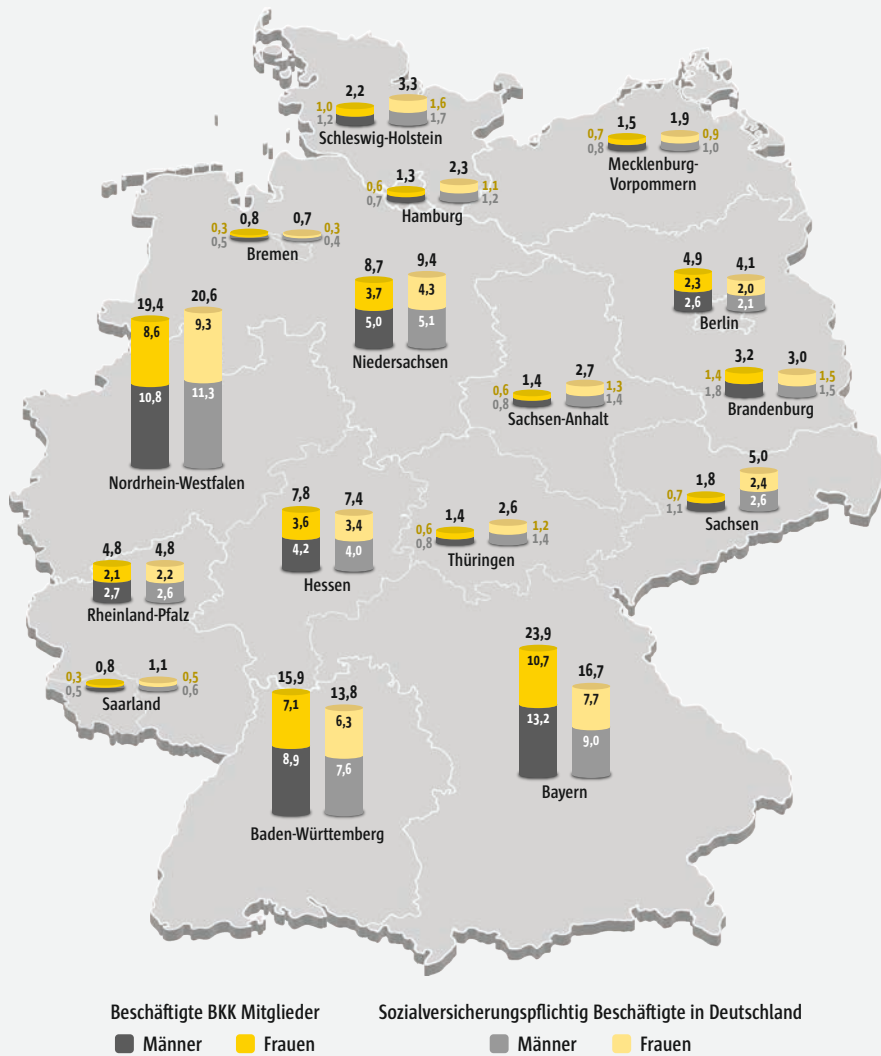 2,2 3,3
1,0 1,6
1,2 1,7
Schleswig-Holstein
1,5 1,9
0,7 0,9
0,8 1,0
Mecklenburg-
Vorpommern
1,3 2,3
0,6 1,1
0,7 1,2
Hamburg
0,8 0,7
0,3 0,3
0,5 0,4
Bremen
8,7 9,4
3,7 4,3
5,0 5,1
Niedersachsen
4,9 4,1
2,3 2,0
2,6 2,1
Berlin
19,4 20,6
8,6 9,3
10,8 11,3
Nordrhein-Westfalen
1,4 2,7
0,6 1,3
0,8 1,4
Sachsen-Anhalt
3,2 3,0
1,4 1,5
1,8 1,5
Brandenburg
7,8 7,4
3,6 3,4
4,2 4,0
Hessen
1,4 2,6
0,6 1,2
0,8 1,4
Thüringen
1,8 5,0
0,7 2,4
1,1 2,6
Sachsen
4,8 4,8
2,1 2,2
2,7 2,6
Rheinland-Pfalz
0,8 1,1
0,3 0,5
0,5 0,6
Saarland
15,9 13,8
7,1 6,3
8,9 7,6
Baden-Württemberg
23,9 16,7
10,7 7,7
13,2 9,0
Bayern
Beschäftigte BKK Mitglieder
Männer Frauen
Sozialversicherungspflichtig Beschäftigte in Deutschland
Männer Frauen